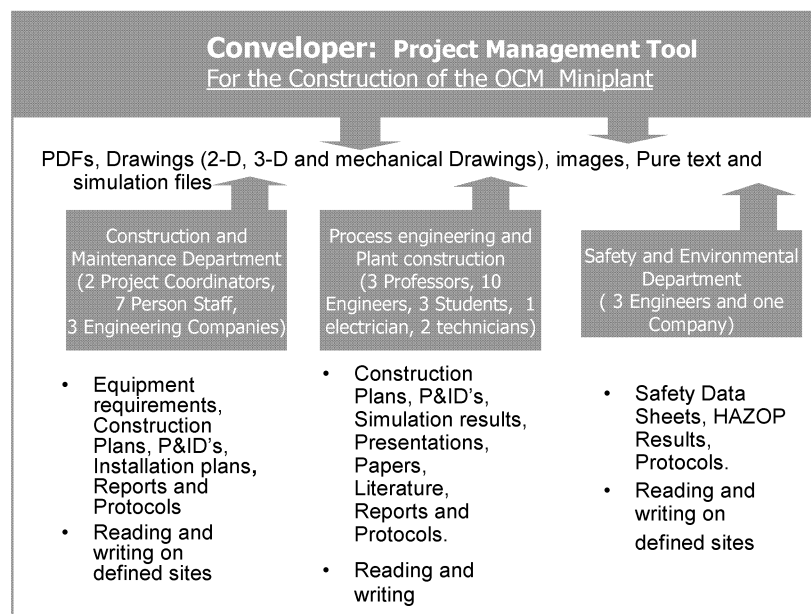 Conveloper: Project Management Tool
For the Construction of the OCM Miniplant
PDFs, Drawings (2-D, 3-D and mechanical Drawings), images, Pure text and
simulation files
Construction and
Maintenance Department
(2 Project Coordinators,
7 Person Staff,
3 Engineering Companies)
• Equipment
requirements,
Construction
Plans, P&ID’s,
Installation plans,
Reports and
Protocols
• Reading and
writing on
defined sites
Process engineering and
Plant construction
(3 Professors, 10
Engineers, 3 Students, 1
electrician, 2 technicians)
• Construction
Plans, P&ID’s,
Simulation results,
Presentations,
Papers,
Literature,
Reports and
Protocols.
• Reading and
writing
Safety and Environmental
Department
( 3 Engineers and one
Company)
• Safety Data
Sheets, HAZOP
Results,
Protocols.
• Reading and
writing on
defined sites